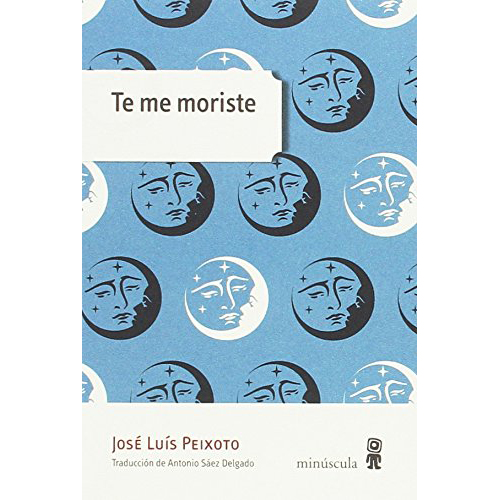 Te me moriste
José Luís Peixoto
Traducción de Antonio Sáez Delgado
minúscula